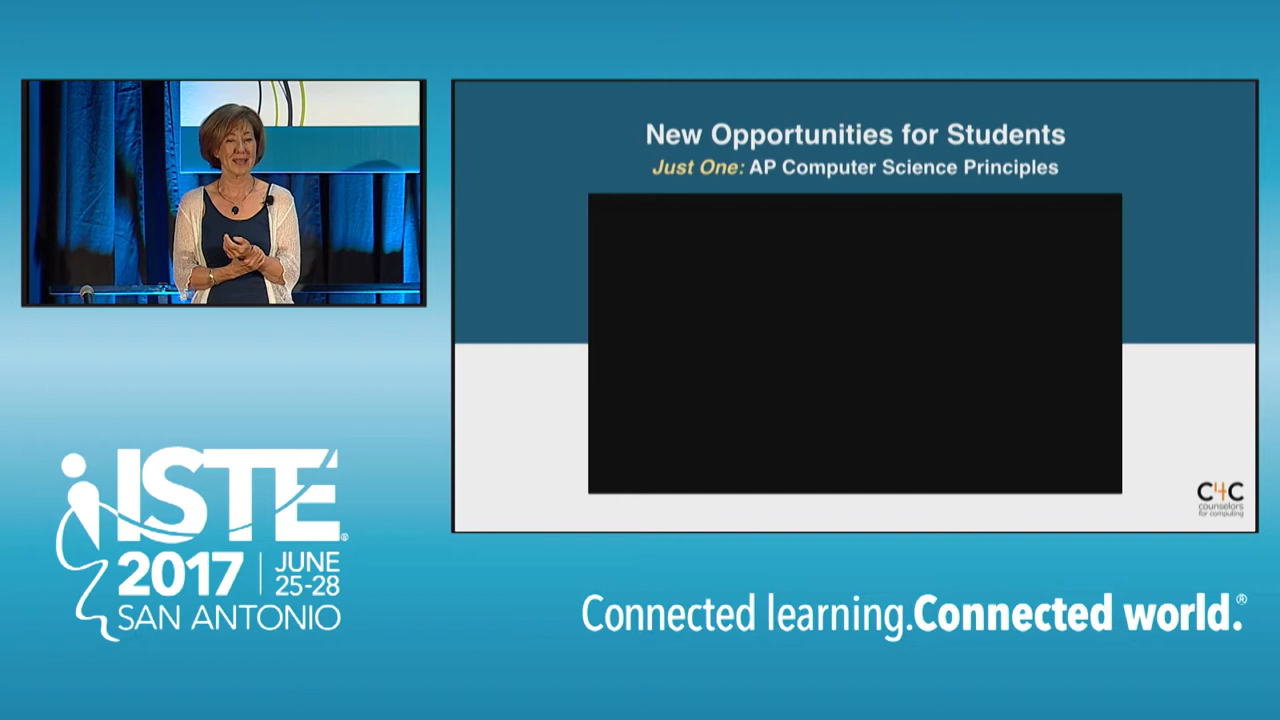 New Opportunities for Students
Just One: AP Computer Science Principles
C4C
counselors
for computing
ISTE®
2017
JUNE
25-28
SAN ANTONIO
Connected learning.Connected world.®